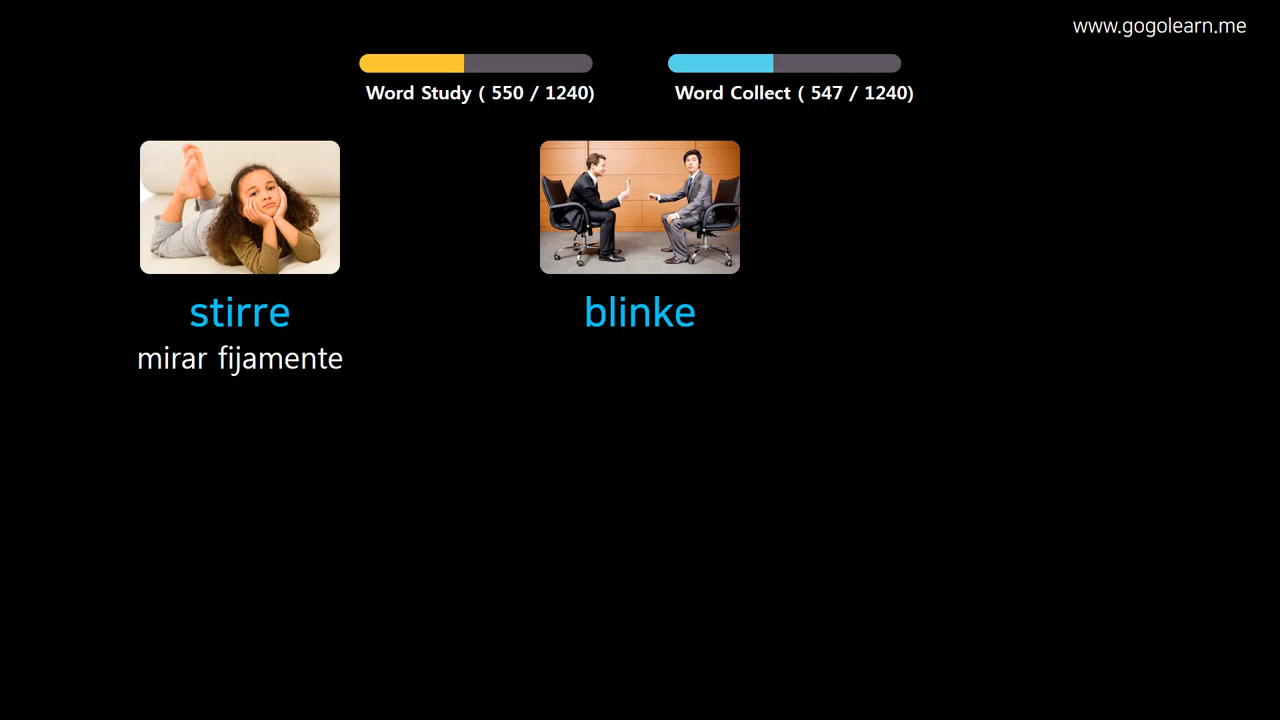 www.gogolearn.me
Word Study ( 550 / 1240)
Word Collect ( 547 / 1240)
stirre
mirar fijamente
blinke